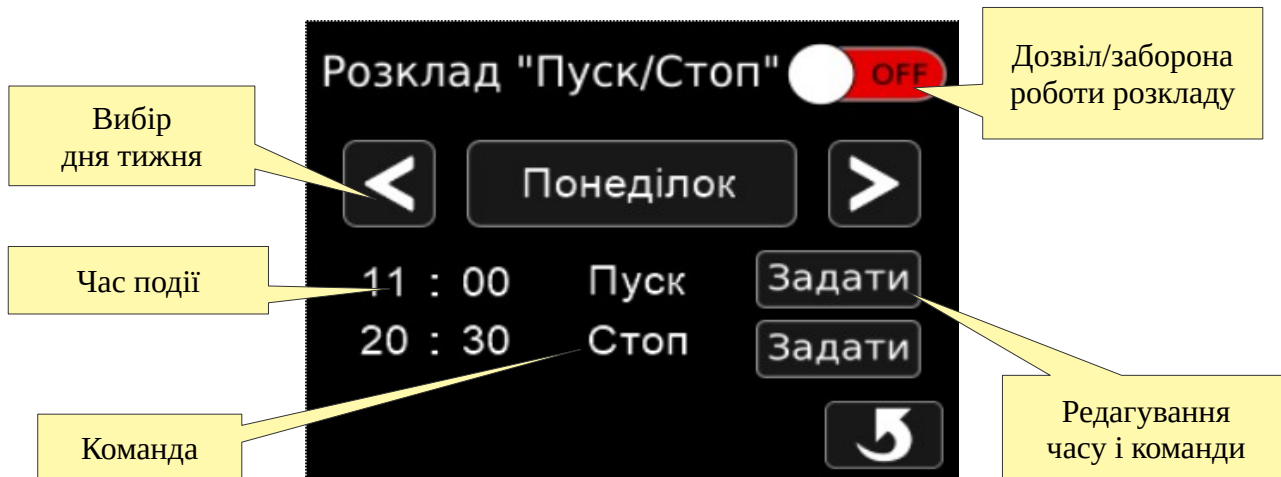 Розклад "Пуск/Стоп"
OFF
Дозвіл/заборона
роботи розкладу
Вибір
дня тижня
<
Понеділок
>
Час події
11 : 00 Пуск Задати
20 : 30 Стоп Задати
Команда
Редагування
часу і команди